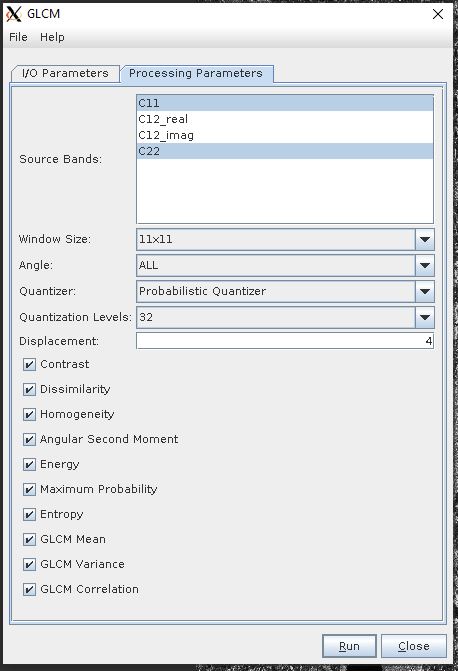 GLCM
File Help
I/O Parameters Processing Parameters
Source Bands:
C11
C12_real
C12_imag
C22
Window Size: 11x11
Angle: ALL
Quantizer: Probabilistic Quantizer
Quantization Levels: 32
Displacement: 4
Contrast
Dissimilarity
Homogeneity
Angular Second Moment
Energy
Maximum Probability
Entropy
GLCM Mean
GLCM Variance
GLCM Correlation
Run Close